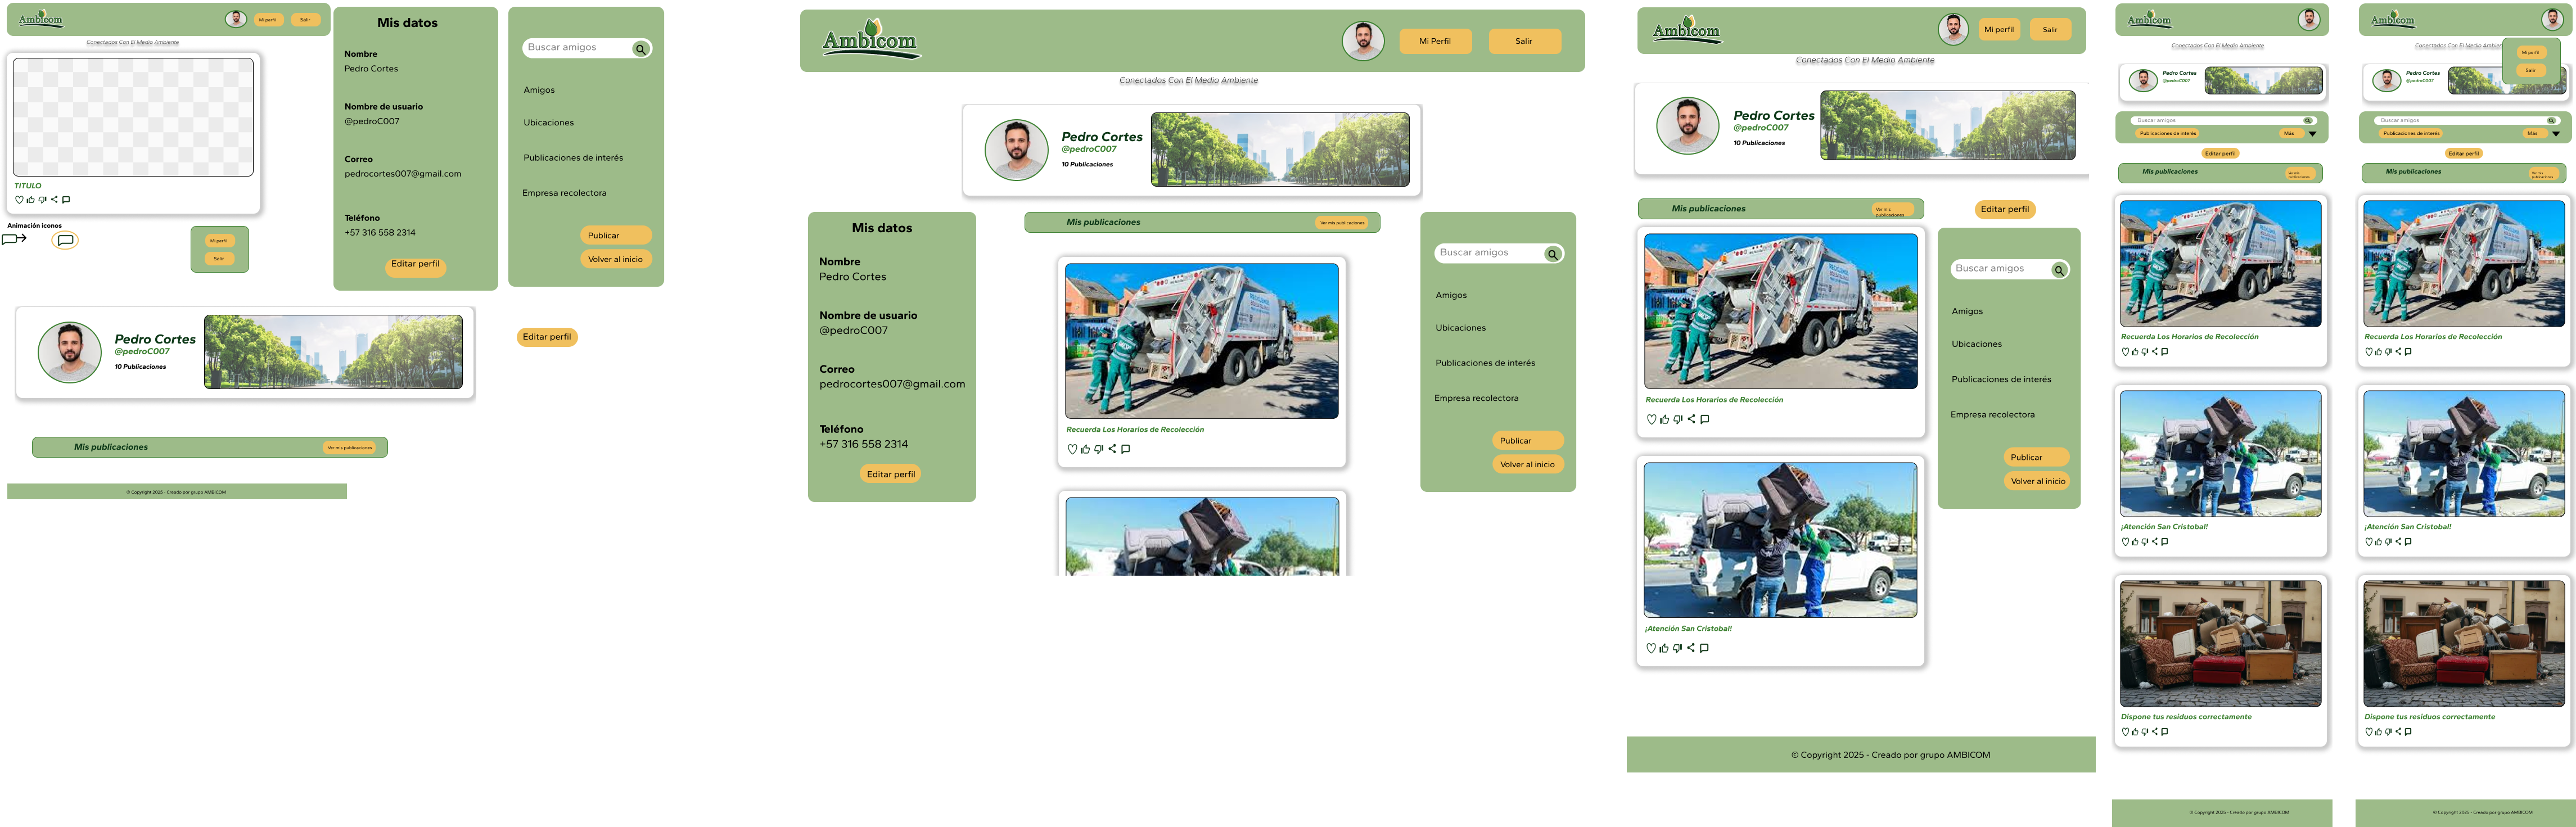 Ambicom
Mi perfil
Salir
Conectados Con El Medio Ambiente
TITULO
Animación iconos
Mi perfil
Salir
Mis datos
Nombre
Pedro Cortes
Nombre de usuario
@pedroC007
Correo
pedrocortes007@gmail.com
Teléfono
+57 316 558 2314
Editar perfil
Buscar amigos
Amigos
Ubicaciones
Publicaciones de interés
Empresa recolectora
Publicar
Volver al inicio
Pedro Cortes
@pedroC007
10 Publicaciones
Editar perfil
Mis publicaciones
Ver mis publicaciones
© Copyright 2025 - Creado por grupo AMBICOM
Ambicom
Mi Perfil
Salir
Conectados Con El Medio Ambiente
Pedro Cortes
@pedroC007
10 Publicaciones
Mis datos
Nombre
Pedro Cortes
Nombre de usuario
@pedroC007
Correo
pedrocortes007@gmail.com
Teléfono
+57 316 558 2314
Editar perfil
Mis publicaciones
Ver mis publicaciones
Recuerda Los Horarios de Recolección
Buscar amigos
Amigos
Ubicaciones
Publicaciones de interés
Empresa recolectora
Publicar
Volver al inicio
Ambicom
Mi perfil
Salir
Conectados Con El Medio Ambiente
Pedro Cortes
@pedroC007
10 Publicaciones
Mis publicaciones
Ver mis
publicaciones
Editar perfil
Recuerda Los Horarios de Recolección
¡Atención San Cristobal!
Buscar amigos
Amigos
Ubicaciones
Publicaciones de interés
Empresa recolectora
Publicar
Volver al inicio
© Copyright 2025 - Creado por grupo AMBICOM
Ambicom
Conectados Con El Medio Ambiente
Pedro Cortes
@pedroC007
Buscar amigos
Publicaciones de interés
Más
Editar perfil
Mis publicaciones
Ver mis
publicaciones
Recuerda Los Horarios de Recolección
¡Atención San Cristobal!
Dispone tus residuos correctamente
© Copyright 2025 - Creado por grupo AMBICOM
Ambicom
Conectados Con El Medio
Mi perfil
Salir
Pedro Cortes
@pedroC007
Buscar amigos
Publicaciones de interés
Más
Editar perfil
Mis publicaciones
Ver mis
publicaciones
Recuerda Los Horarios de Recolección
¡Atención San Cristobal!
Dispone tus residuos correctamente
© Copyright 2025 - Creado por grupo AMBICOM